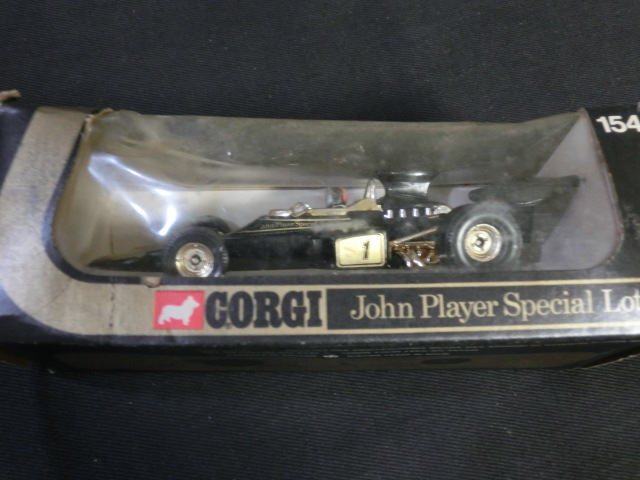 154
1
CORGI
John Player Special Lot